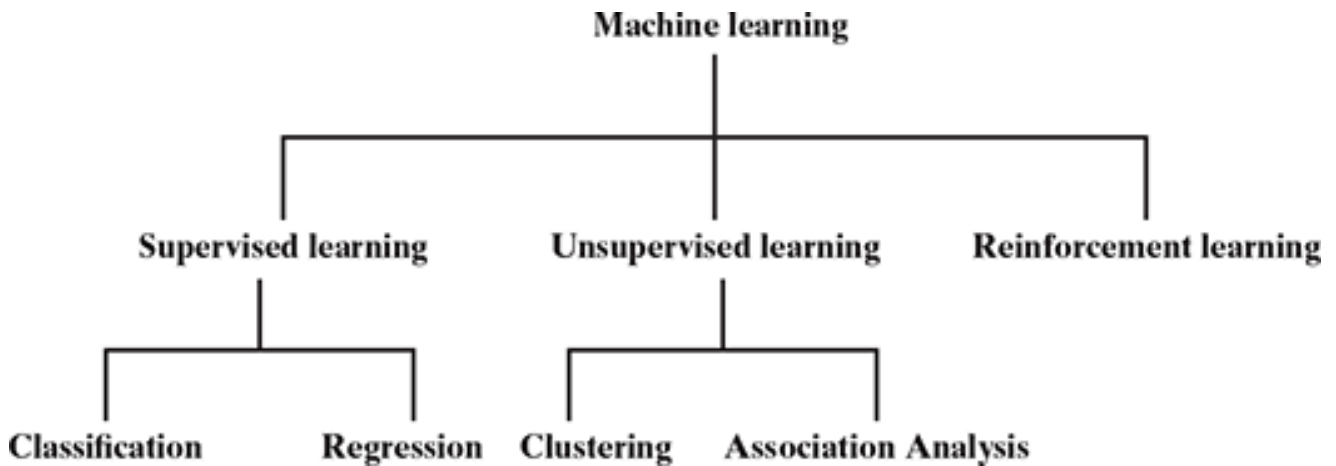 Machine learning
Supervised learning
Unsupervised learning
Reinforcement learning
Classification
Regression
Clustering
Association Analysis